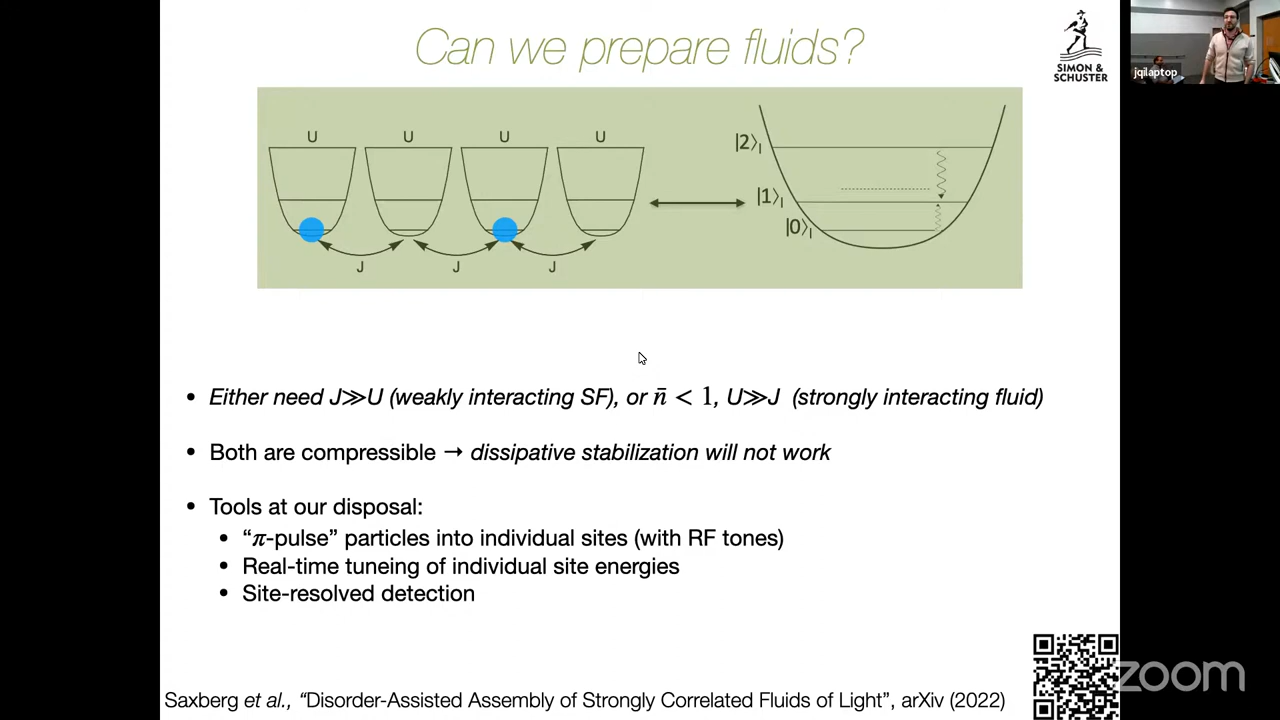 Can we prepare fluids?
SIMON &
SCHUSTER
jqilaptop
U U U U
J J J
|2⟩ₗ
|1⟩ₗ
|0⟩ₗ
• Either need J≫U (weakly interacting SF), or n̄ < 1, U≫J (strongly interacting fluid)
• Both are compressible → dissipative stabilization will not work
• Tools at our disposal:
• “π-pulse” particles into individual sites (with RF tones)
• Real-time tuneing of individual site energies
• Site-resolved detection
Saxberg et al., “Disorder-Assisted Assembly of Strongly Correlated Fluids of Light”, arXiv (2022)
zoom